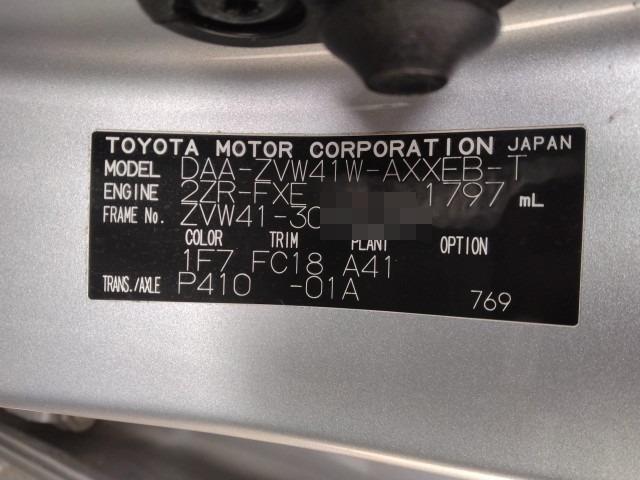 TOYOTA MOTOR CORPORATION JAPAN
MODEL DAA-ZVW41W-AXXEB-T
ENGINE 2ZR-FXE 1797 mL
FRAME No. ZVW41-30
COLOR TRIM PLANT OPTION
1F7 FC18 A41
TRANS./AXLE P410 -01A 769